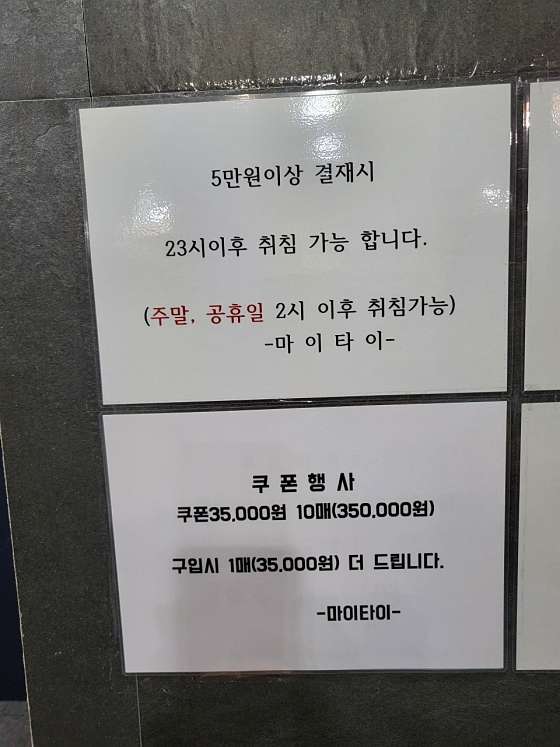 5만원이상 결재시
23시이후 취침 가능 합니다.
(주말, 공휴일 2시 이후 취침가능)
-마 이 타 이-
쿠 폰 행 사
쿠폰35,000원 10매(350,000원)
구입시 1매(35,000원) 더 드립니다.
-마이타이-